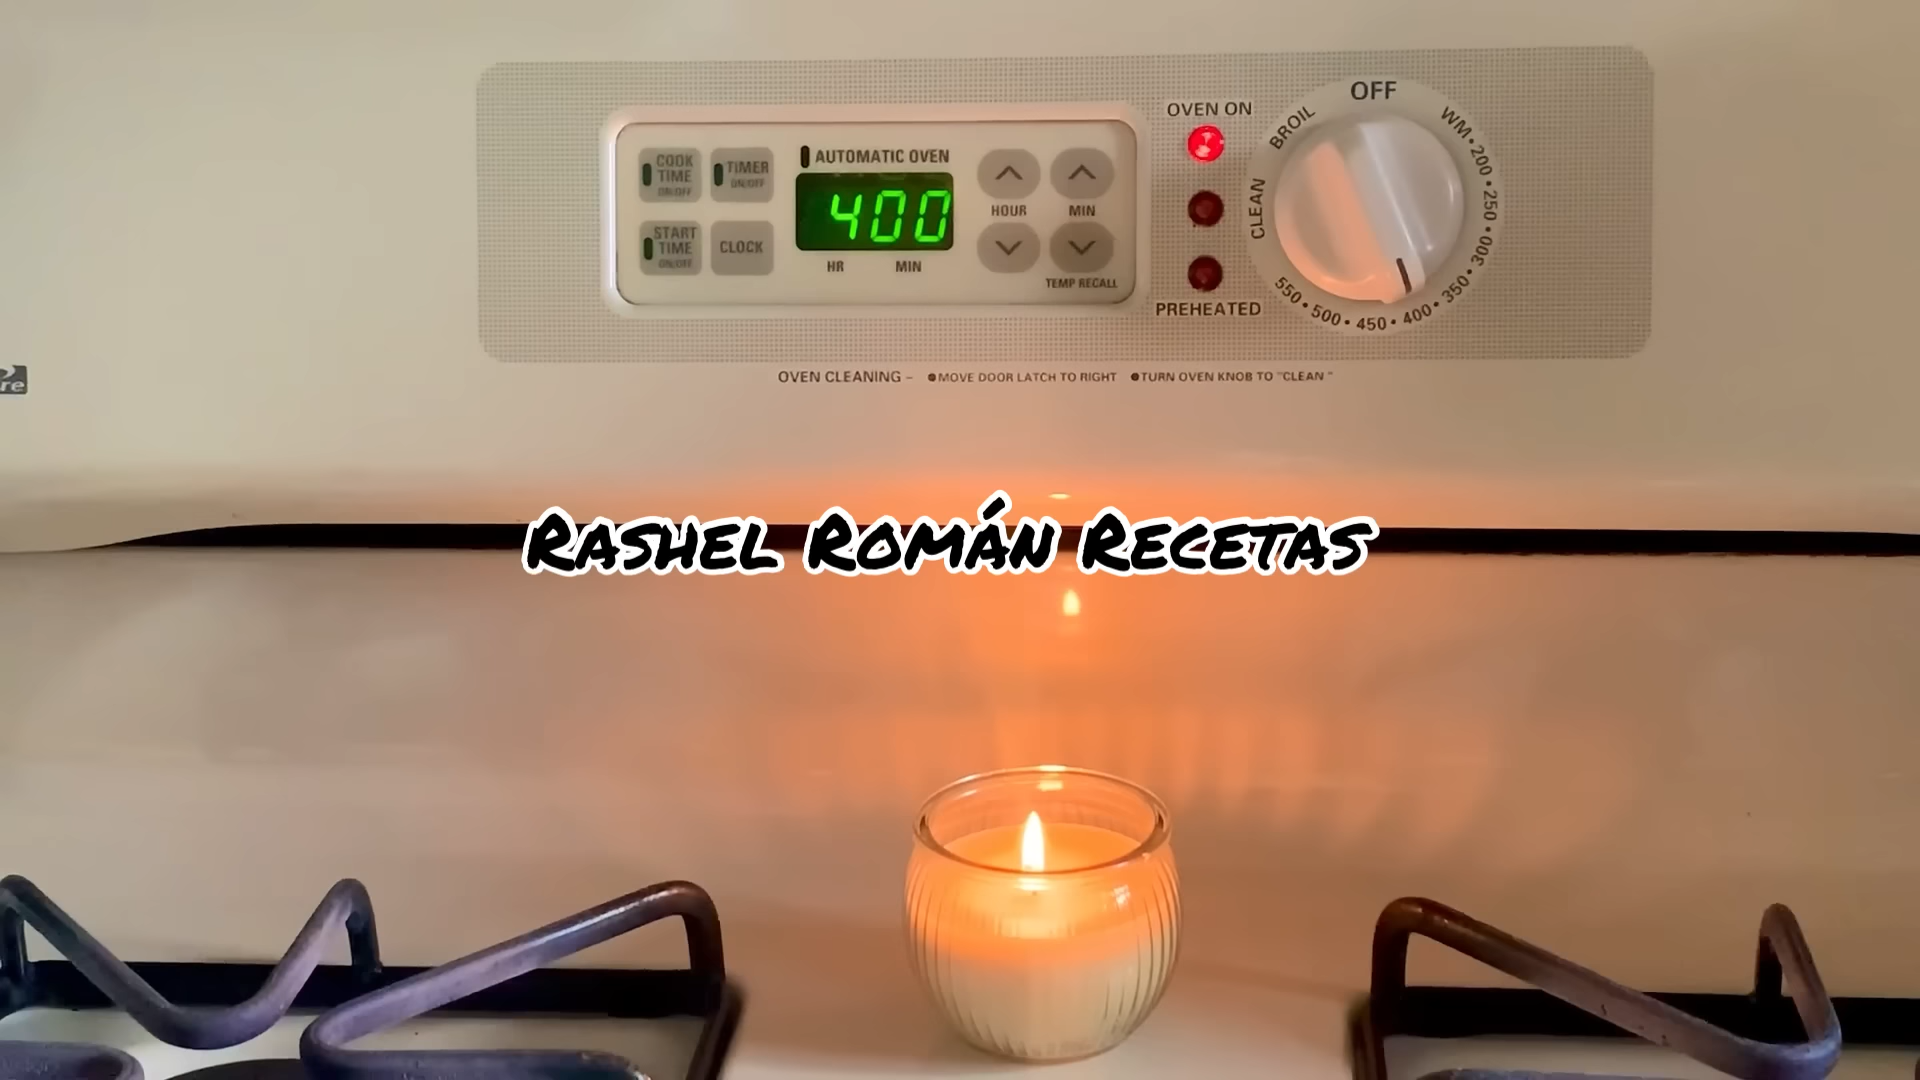 OFF
OVEN ON
BROIL
WM • 200 • 250 • 300 • 350 • 400 • 450 • 500 • 550
CLEAN
COOK TIME ON/OFF
TIMER ON/OFF
AUTOMATIC OVEN
400
HOUR
MIN
START TIME ON/OFF
CLOCK
HR MIN
TEMP RECALL
PREHEATED
re
OVEN CLEANING – •MOVE DOOR LATCH TO RIGHT •TURN OVEN KNOB TO "CLEAN"
RASHEL ROMÁN RECETAS